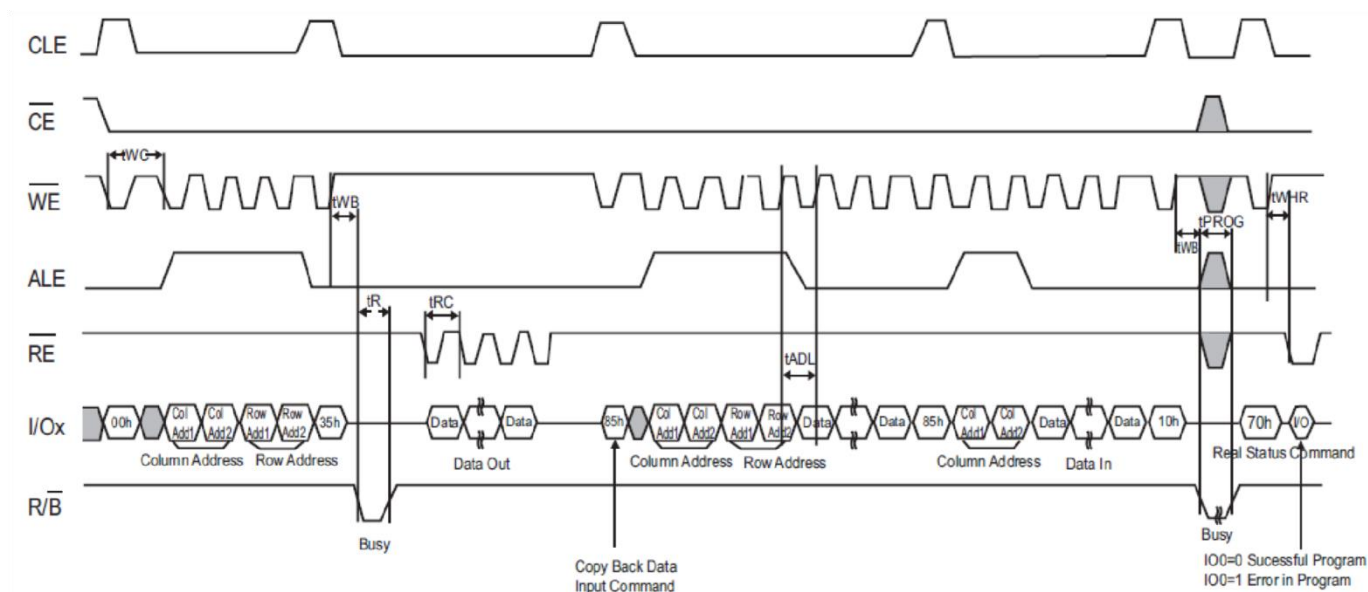 CLE
CE
tWC
WE
tWB
tWHR
tPROG
tWB
ALE
tR
tRC
RE
tADL
I/Ox
00h
Col Add1
Col Add2
Row Add1
Row Add2
35h
Data
Data
85h
Col Add1
Col Add2
Row Add1
Row Add2
Data
Data
85h
Col Add1
Col Add2
Data
Data
10h
70h
I/O
Column Address
Row Address
Data Out
Column Address
Row Address
Column Address
Data In
Real Status Command
R/B
Busy
Busy
Copy Back Data
Input Command
IO0=0 Sucessful Program
IO0=1 Error in Program